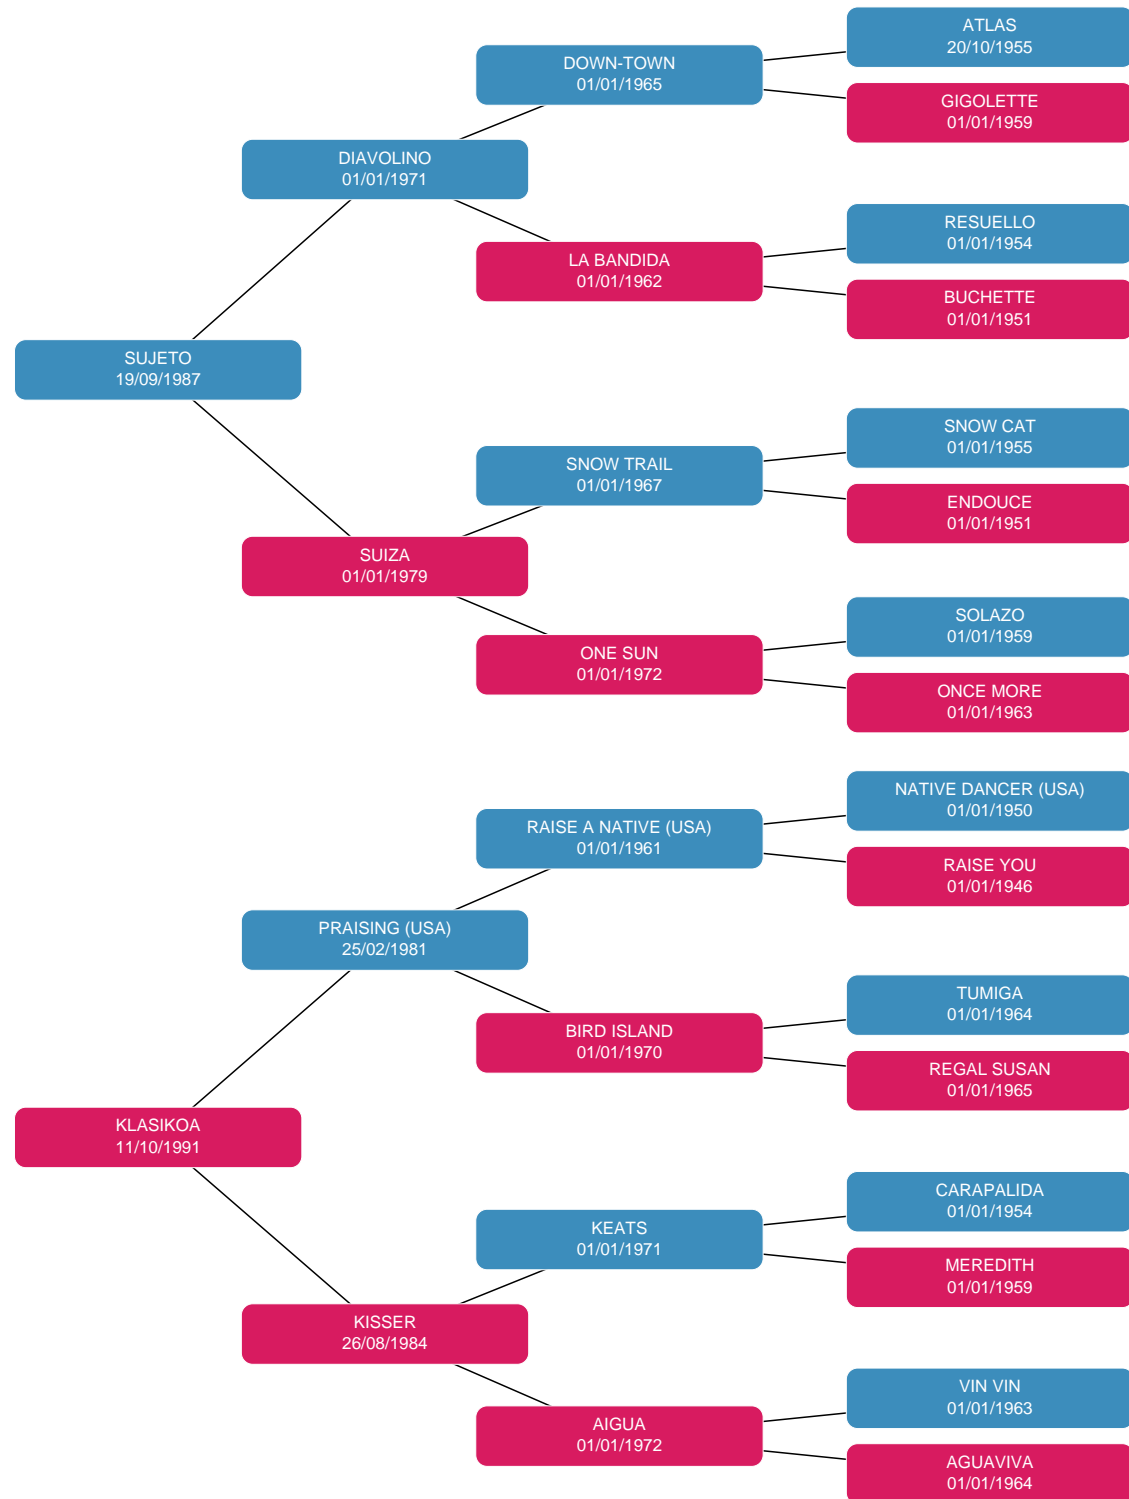 ATLAS
20/10/1955
DOWN-TOWN
01/01/1965
GIGOLETTE
01/01/1959
DIAVOLINO
01/01/1971
RESUELLO
01/01/1954
LA BANDIDA
01/01/1962
BUCHETTE
01/01/1951
SUJETO
19/09/1987
SNOW CAT
01/01/1955
SNOW TRAIL
01/01/1967
ENDOUCE
01/01/1951
SUIZA
01/01/1979
SOLAZO
01/01/1959
ONE SUN
01/01/1972
ONCE MORE
01/01/1963
NATIVE DANCER (USA)
01/01/1950
RAISE A NATIVE (USA)
01/01/1961
RAISE YOU
01/01/1946
PRAISING (USA)
25/02/1981
TUMIGA
01/01/1964
BIRD ISLAND
01/01/1970
REGAL SUSAN
01/01/1965
KLASIKOA
11/10/1991
CARAPALIDA
01/01/1954
KEATS
01/01/1971
MEREDITH
01/01/1959
KISSER
26/08/1984
VIN VIN
01/01/1963
AIGUA
01/01/1972
AGUAVIVA
01/01/1964